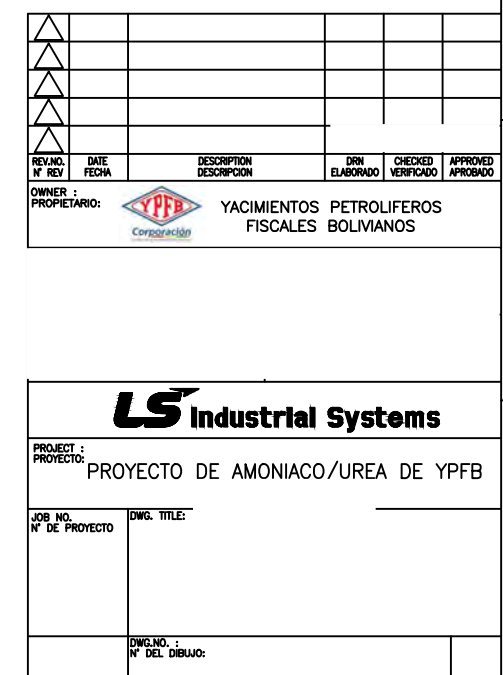 REV.NO. DATE DESCRIPTION DRN CHECKED APPROVED
N° REV FECHA DESCRIPCION ELABORADO VERIFICADO APROBADO
OWNER :
PROPIETARIO:
YPFB
Corporación
YACIMIENTOS PETROLIFEROS
FISCALES BOLIVIANOS
LS Industrial Systems
PROJECT :
PROYECTO:
PROYECTO DE AMONIACO/UREA DE YPFB
JOB NO.
N° DE PROYECTO
DWG. TITLE:
DWG.NO. :
N° DEL DIBUJO: